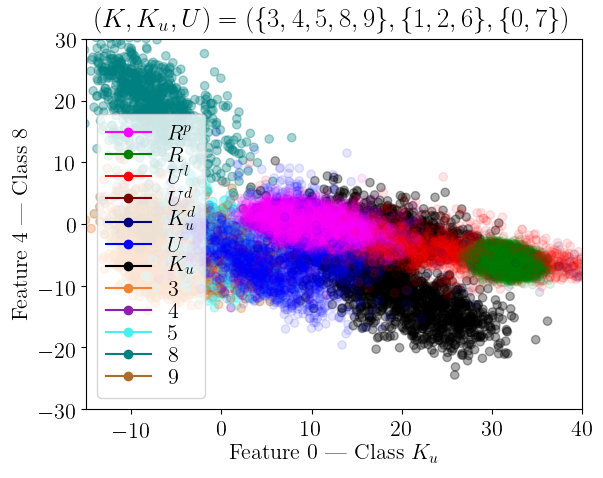 (K, K_u, U) = ({3, 4, 5, 8, 9}, {1, 2, 6}, {0, 7})
Feature 4 — Class 8
30
20
10
0
−10
−20
−30
R^p
R
U^l
U^d
K_u^d
U
K_u
3
4
5
8
9
−10 0 10 20 30 40
Feature 0 — Class K_u